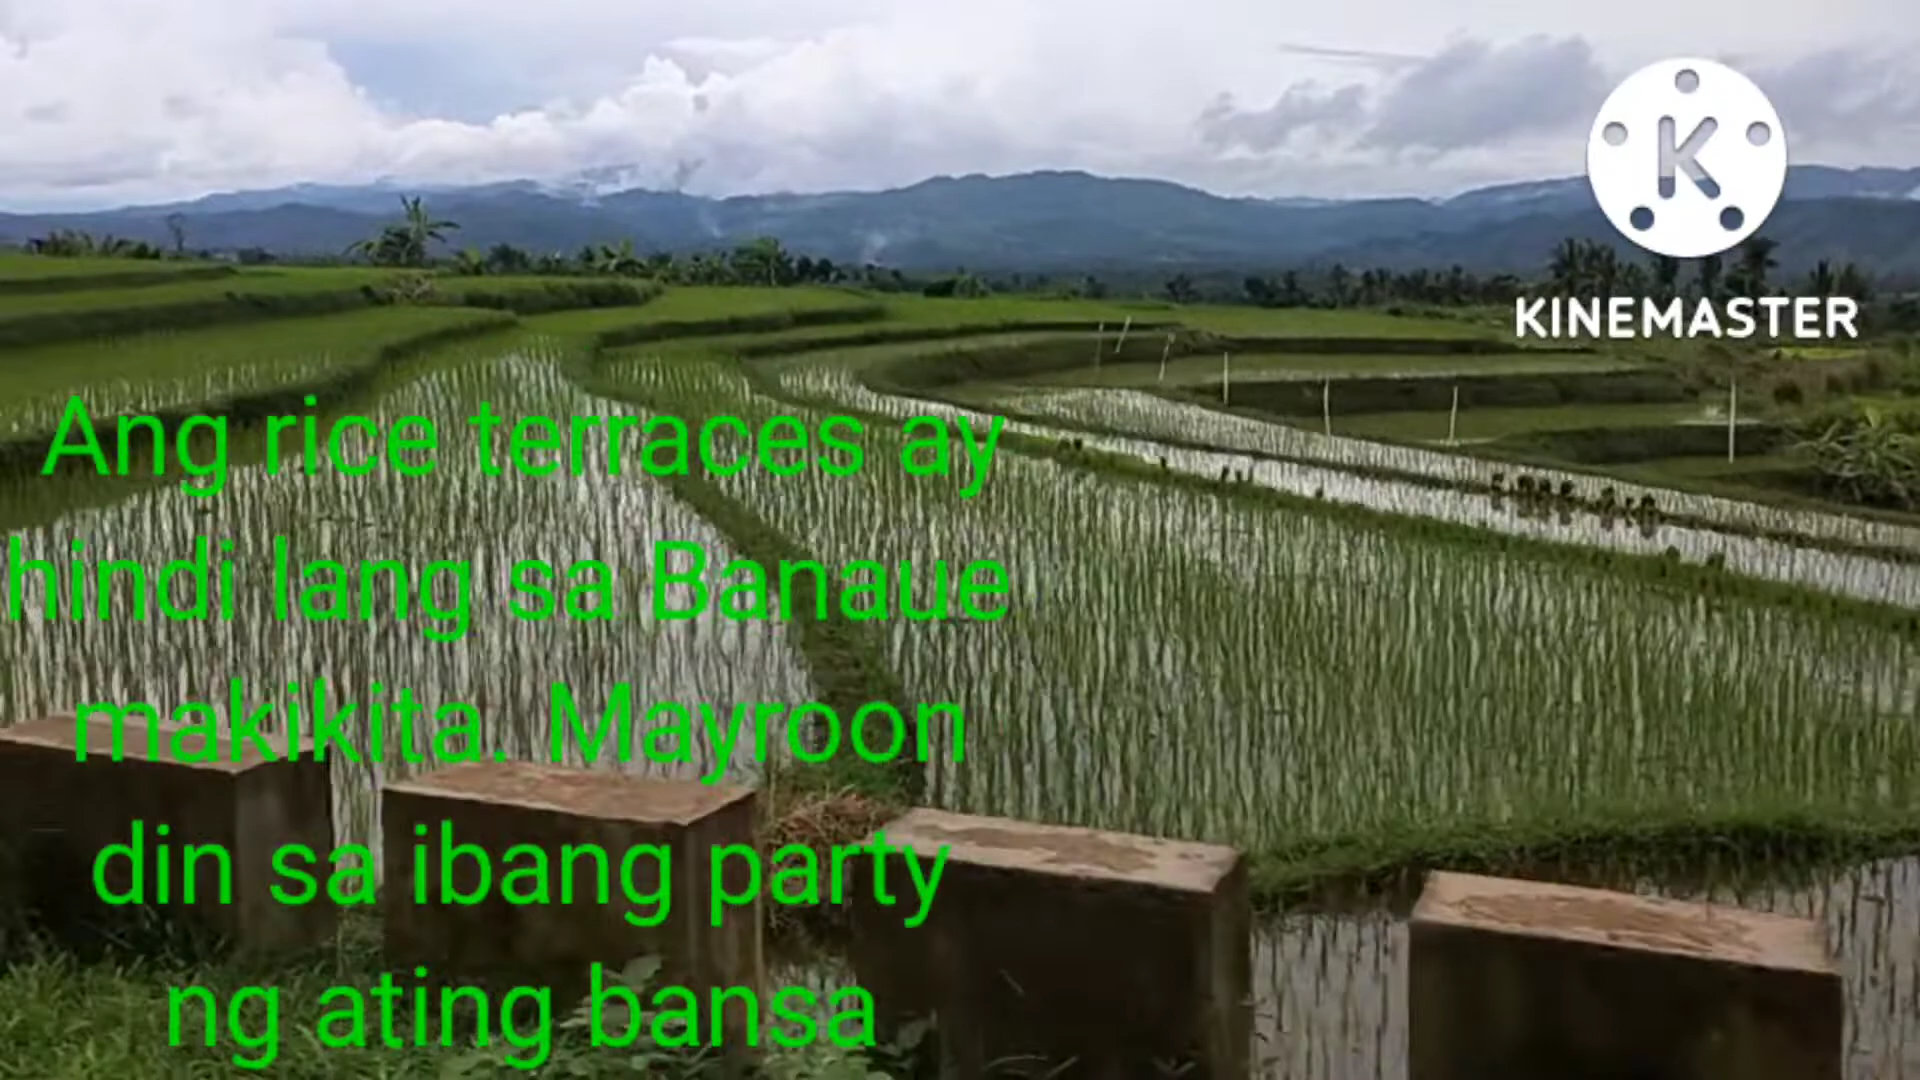 K
KINEMASTER
Ang rice terraces ay
hindi lang sa Banaue
makikita. Mayroon
din sa ibang party
ng ating bansa